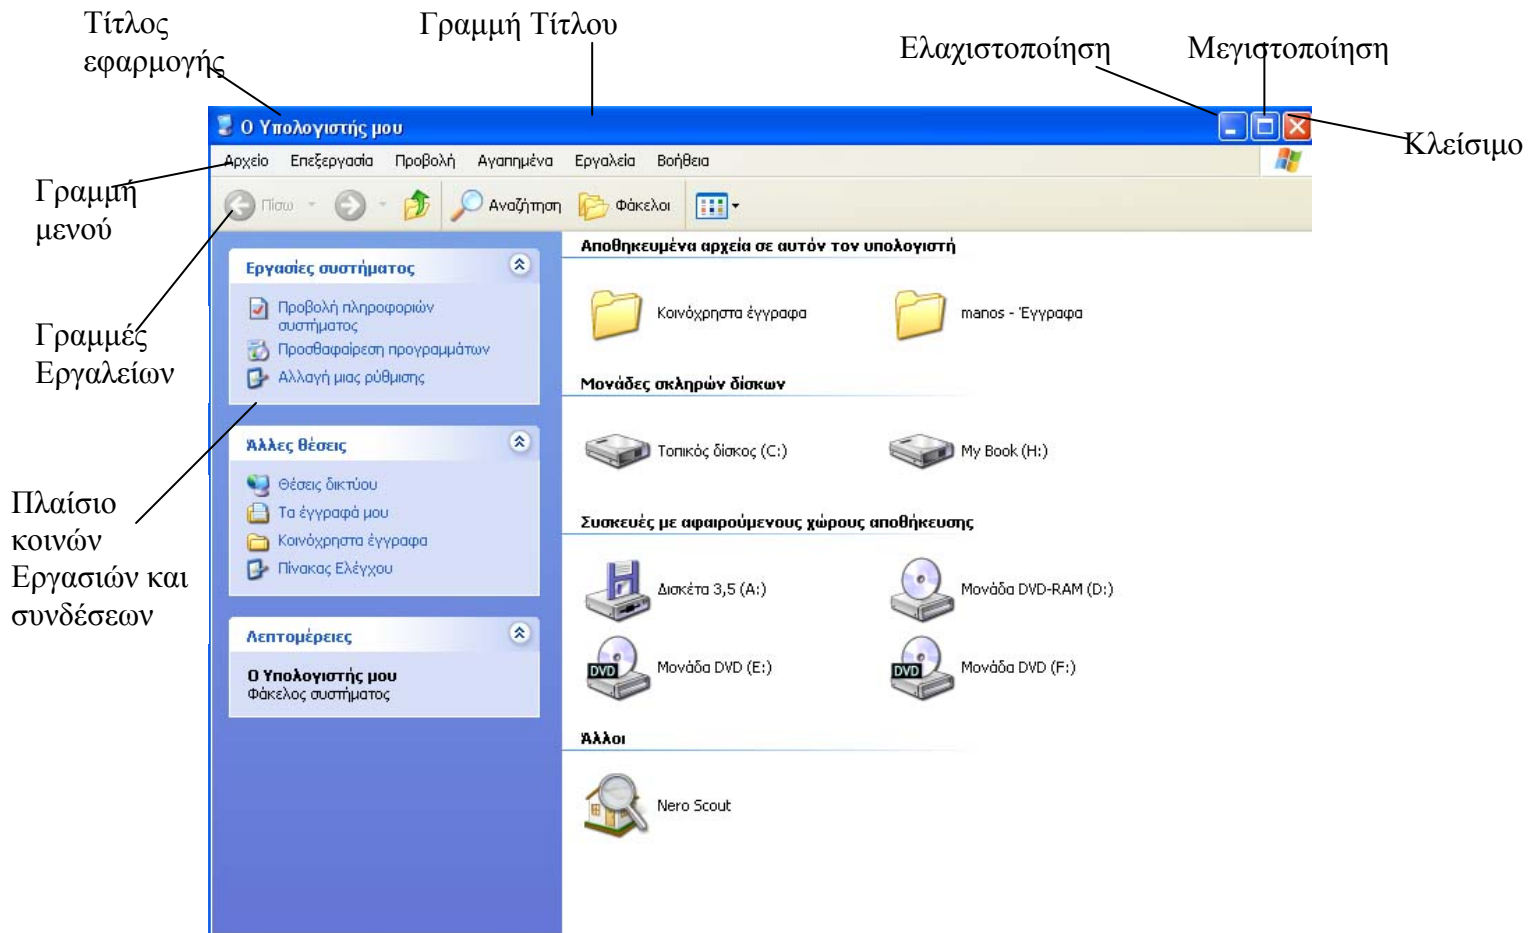 Τίτλος
εφαρμογής
Γραμμή Τίτλου
Ελαχιστοποίηση
Μεγιστοποίηση
Κλείσιμο
Ο Υπολογιστής μου
Αρχείο Επεξεργασία Προβολή Αγαπημένα Εργαλεία Βοήθεια
Γραμμή
μενού
Πίσω Αναζήτηση Φάκελοι
Γραμμές
Εργαλείων
Πλαίσιο
κοινών
Εργασιών και
συνδέσεων
Εργασίες συστήματος
Προβολή πληροφοριών
συστήματος
Προσθαφαίρεση προγραμμάτων
Αλλαγή μιας ρύθμισης
Άλλες θέσεις
Θέσεις δικτύου
Τα έγγραφά μου
Κοινόχρηστα έγγραφα
Πίνακας Ελέγχου
Λεπτομέρειες
Ο Υπολογιστής μου
Φάκελος συστήματος
Αποθηκευμένα αρχεία σε αυτόν τον υπολογιστή
Κοινόχρηστα έγγραφα
manos - Έγγραφα
Μονάδες σκληρών δίσκων
Τοπικός δίσκος (C:)
My Book (H:)
Συσκευές με αφαιρούμενους χώρους αποθήκευσης
Δισκέτα 3,5 (A:)
Μονάδα DVD-RAM (D:)
DVD
Μονάδα DVD (E:)
DVD
Μονάδα DVD (F:)
Άλλοι
Nero Scout